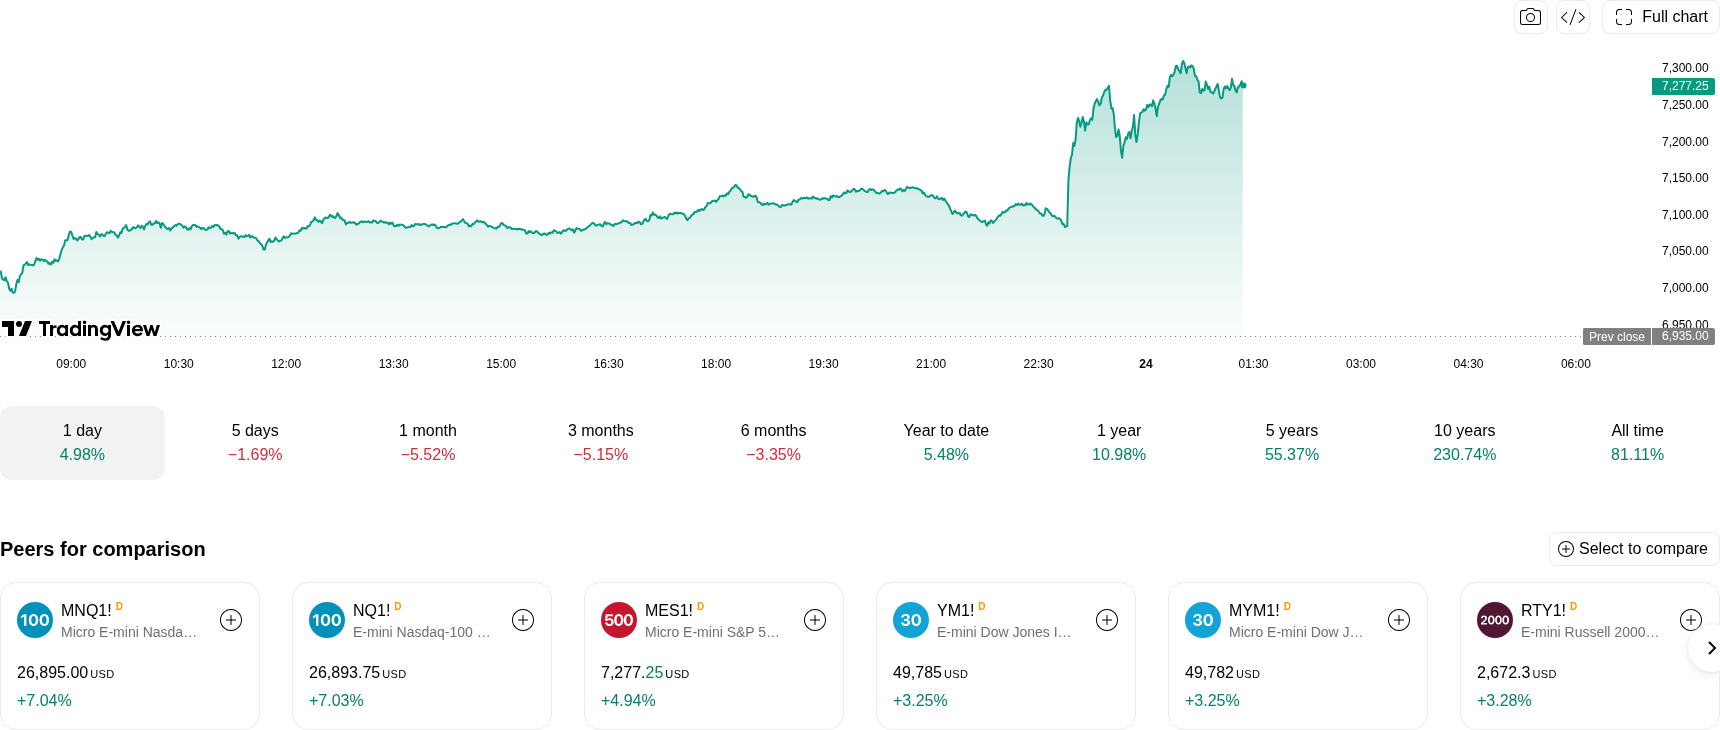 Full chart
7,300.00
7,277.25
7,250.00
7,200.00
7,150.00
7,100.00
7,050.00
7,000.00
6,950.00
Prev close 6,935.00
TradingView
09:00 10:30 12:00 13:30 15:00 16:30 18:00 19:30 21:00 22:30 24 01:30 03:00 04:30 06:00
1 day 5 days 1 month 3 months 6 months Year to date 1 year 5 years 10 years All time
4.98% −1.69% −5.52% −5.15% −3.35% 5.48% 10.98% 55.37% 230.74% 81.11%
Peers for comparison
Select to compare
100 MNQ1! D
Micro E-mini Nasda…
26,895.00 USD
+7.04%
100 NQ1! D
E-mini Nasdaq-100 …
26,893.75 USD
+7.03%
500 MES1! D
Micro E-mini S&P 5…
7,277.25 USD
+4.94%
30 YM1! D
E-mini Dow Jones I…
49,785 USD
+3.25%
30 MYM1! D
Micro E-mini Dow J…
49,782 USD
+3.25%
2000 RTY1! D
E-mini Russell 2000…
2,672.3 USD
+3.28%